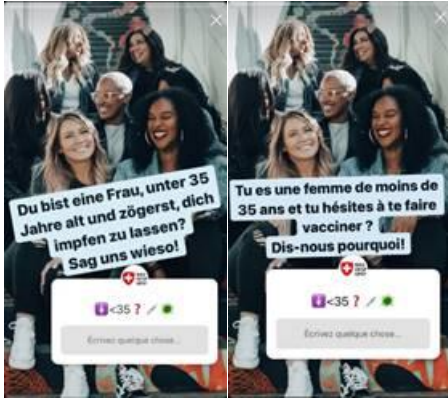 Du bist eine Frau, unter 35
Jahre alt und zögerst, dich
impfen zu lassen?
Sag uns wieso!
<35 ?
Écrivez quelque chose...
Tu es une femme de moins de
35 ans et tu hésites à te faire
vacciner ?
Dis-nous pourquoi!
<35 ?
Écrivez quelque chose...